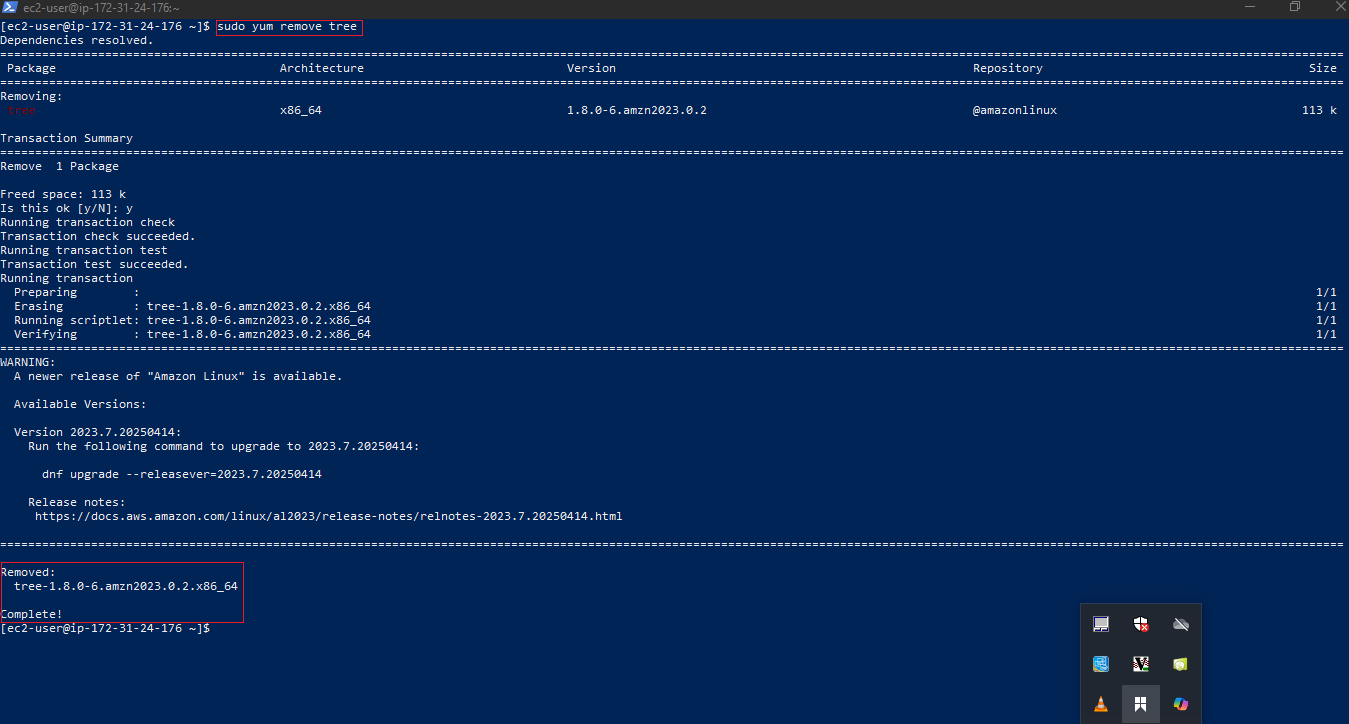 ec2-user@ip-172-31-24-176:~
[ec2-user@ip-172-31-24-176 ~]$ sudo yum remove tree
Dependencies resolved.
================================================================================
Package Architecture Version Repository Size
================================================================================
Removing:
tree x86_64 1.8.0-6.amzn2023.0.2 @amazonlinux 113 k
Transaction Summary
================================================================================
Remove 1 Package
Freed space: 113 k
Is this ok [y/N]: y
Running transaction check
Transaction check succeeded.
Running transaction test
Transaction test succeeded.
Running transaction
Preparing : 1/1
Erasing : tree-1.8.0-6.amzn2023.0.2.x86_64 1/1
Running scriptlet: tree-1.8.0-6.amzn2023.0.2.x86_64 1/1
Verifying : tree-1.8.0-6.amzn2023.0.2.x86_64 1/1
================================================================================
WARNING:
A newer release of "Amazon Linux" is available.
Available Versions:
Version 2023.7.20250414:
Run the following command to upgrade to 2023.7.20250414:
dnf upgrade --releasever=2023.7.20250414
Release notes:
https://docs.aws.amazon.com/linux/al2023/release-notes/relnotes-2023.7.20250414.html
================================================================================
Removed:
tree-1.8.0-6.amzn2023.0.2.x86_64
Complete!
[ec2-user@ip-172-31-24-176 ~]$